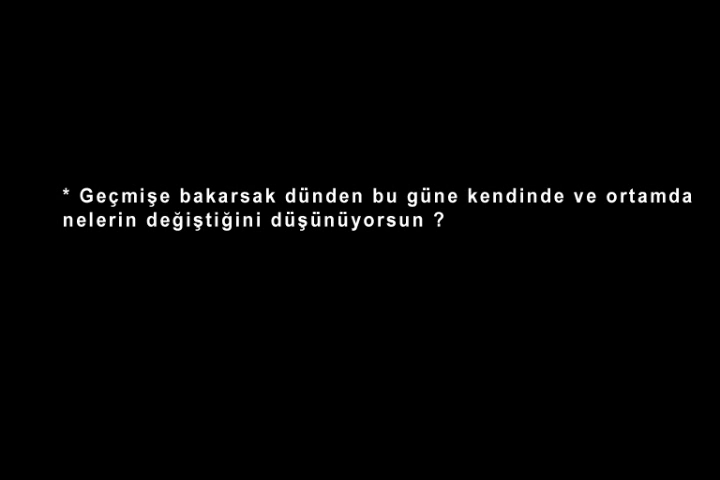 * Geçmişe bakarsak dünden bu güne kendinde ve ortamda
nelerin değiştiğini düşünüyorsun ?